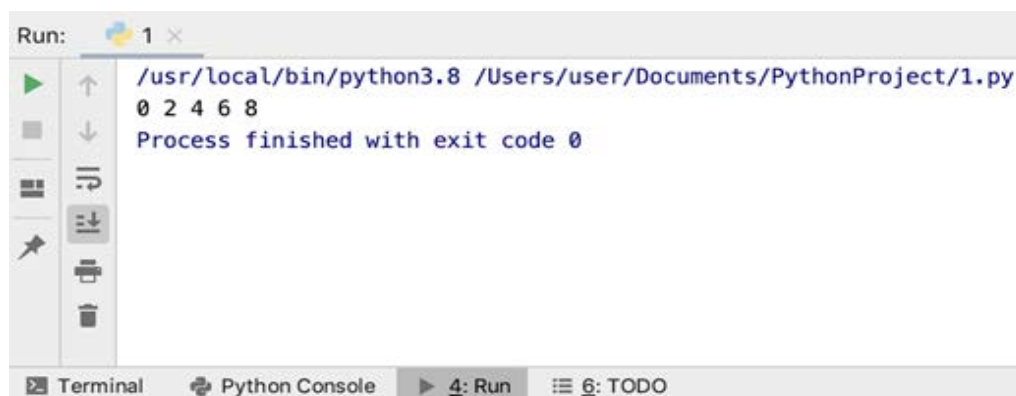 Run: 1
/usr/local/bin/python3.8 /Users/user/Documents/PythonProject/1.py
0 2 4 6 8
Process finished with exit code 0
Terminal Python Console 4: Run 6: TODO